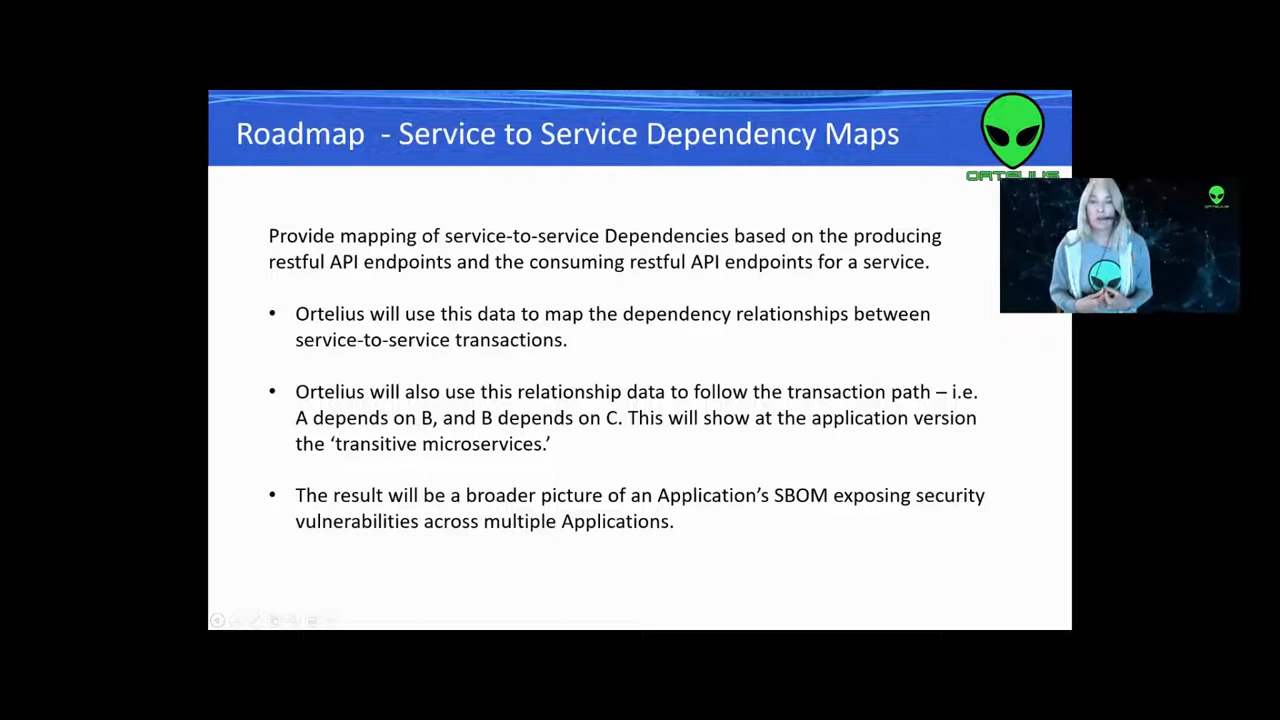 Roadmap - Service to Service Dependency Maps
ORTELIUS
ORTELIUS
Provide mapping of service-to-service Dependencies based on the producing
restful API endpoints and the consuming restful API endpoints for a service.
• Ortelius will use this data to map the dependency relationships between
service-to-service transactions.
• Ortelius will also use this relationship data to follow the transaction path – i.e.
A depends on B, and B depends on C. This will show at the application version
the ‘transitive microservices.’
• The result will be a broader picture of an Application’s SBOM exposing security
vulnerabilities across multiple Applications.